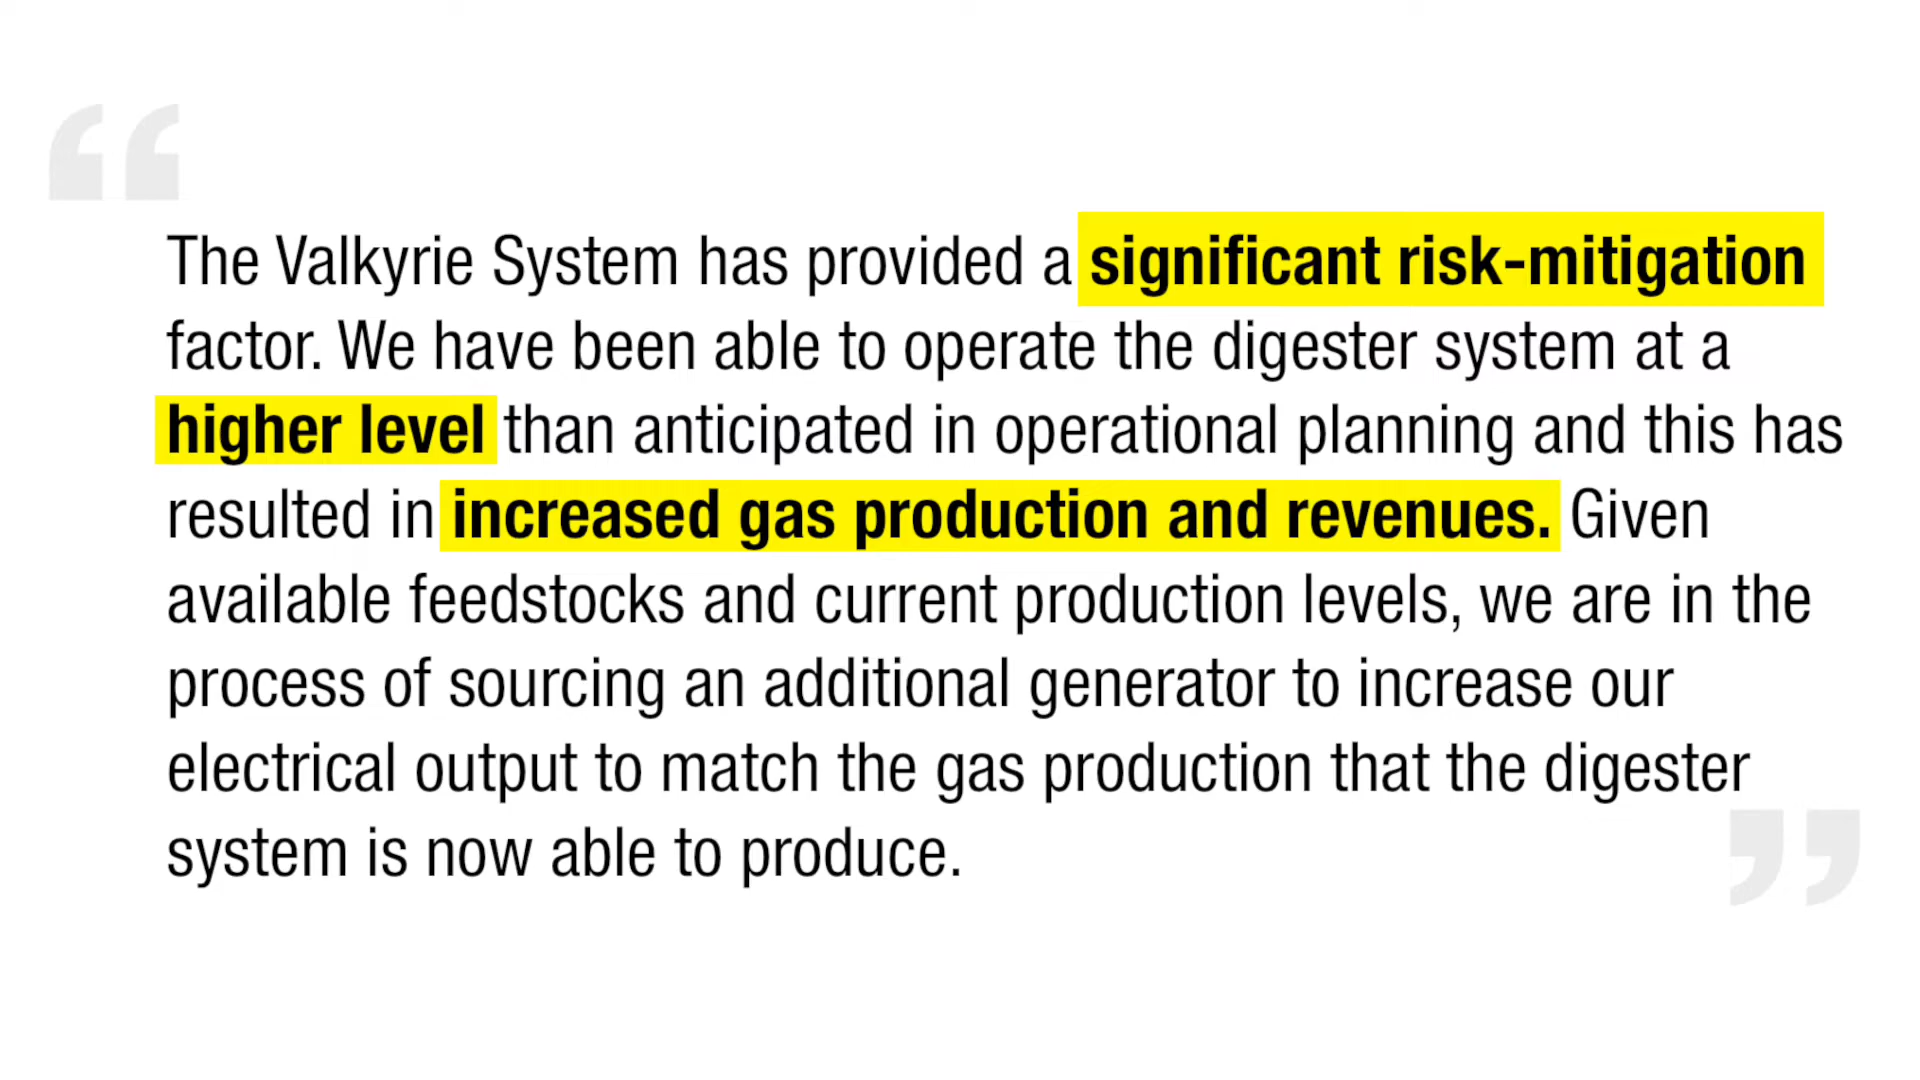 “
The Valkyrie System has provided a significant risk-mitigation
factor. We have been able to operate the digester system at a
higher level than anticipated in operational planning and this has
resulted in increased gas production and revenues. Given
available feedstocks and current production levels, we are in the
process of sourcing an additional generator to increase our
electrical output to match the gas production that the digester
system is now able to produce.
”